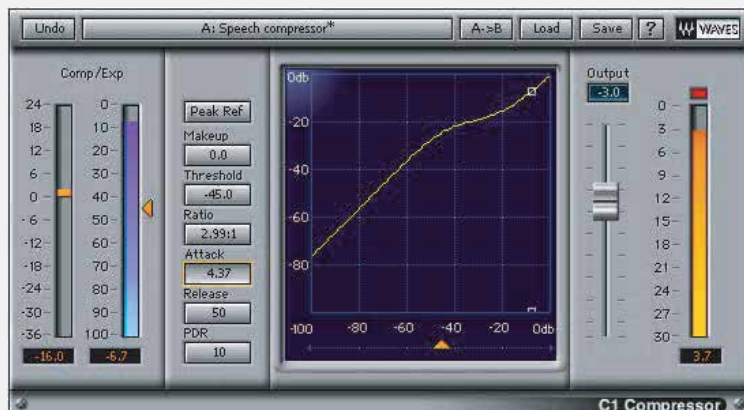 Undo
A: Speech compressor*
A->B
Load
Save
?
WAVES
Comp/Exp
24
18
12
6
0
-6
-12
-18
-24
-30
-36
-16.0
0
10
20
30
40
50
60
70
80
90
100
-6.7
Peak Ref
Makeup
0.0
Threshold
-45.0
Ratio
2.99:1
Attack
4.37
Release
50
PDR
10
0db
-20
-40
-60
-80
-100 -80 -60 -40 -20 0db
Output
-3.0
0
3
6
9
12
15
18
21
24
27
30
3.7
C1 Compressor